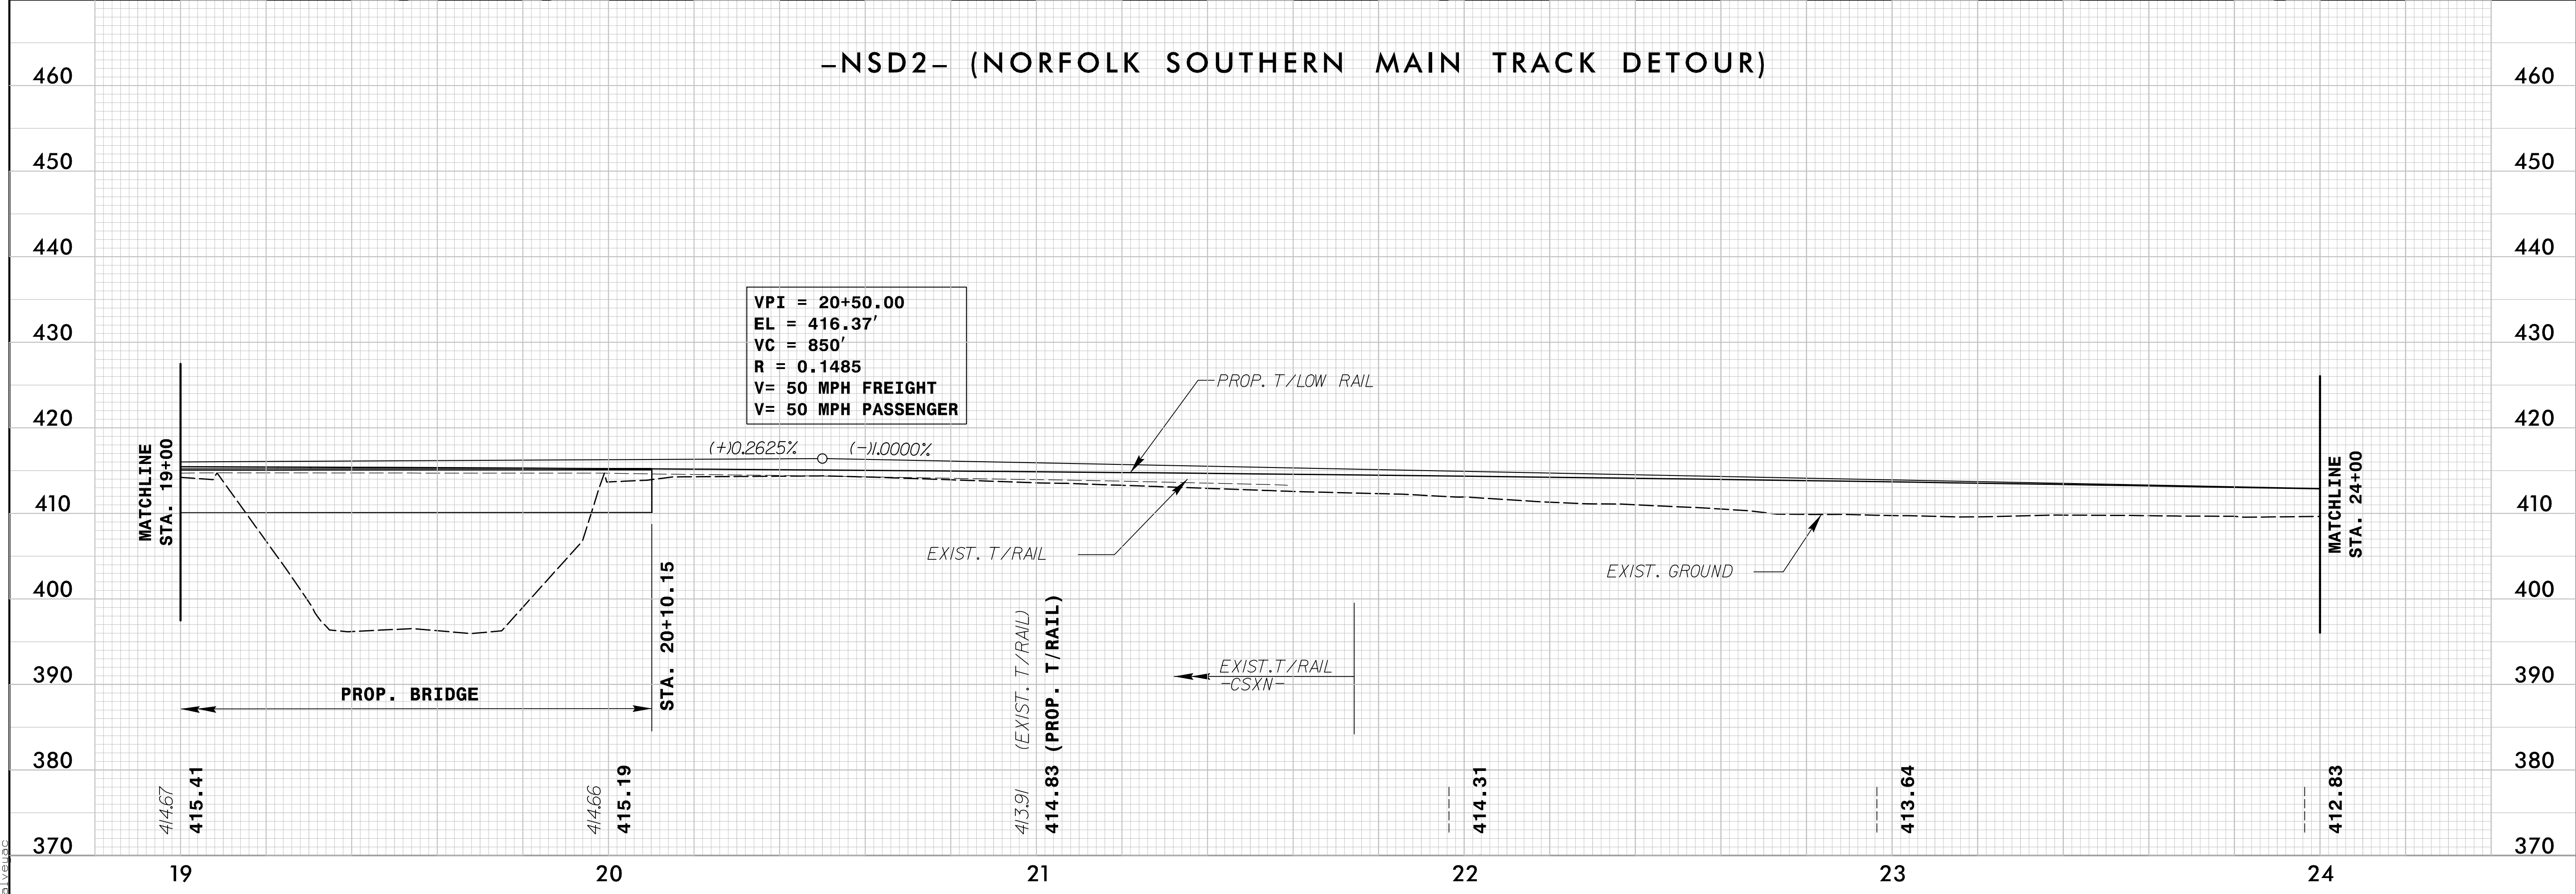 –NSD2– (NORFOLK SOUTHERN MAIN TRACK DETOUR)
460 460
450 450
440 440
430 430
420 420
410 410
400 400
390 390
380 380
370 370
VPI = 20+50.00
EL = 416.37′
VC = 850′
R = 0.1485
V= 50 MPH FREIGHT
V= 50 MPH PASSENGER
(+)0.2625% (–)1.0000%
PROP. T/LOW RAIL
MATCHLINE
STA. 19+00
MATCHLINE
STA. 24+00
EXIST. T/RAIL
EXIST. GROUND
STA. 20+10.15
PROP. BRIDGE
EXIST.T/RAIL
-CSXN-
414.67
415.41
414.66
415.19
413.91 (EXIST. T/RAIL)
414.83 (PROP. T/RAIL)
414.31
413.64
412.83
19 20 21 22 23 24